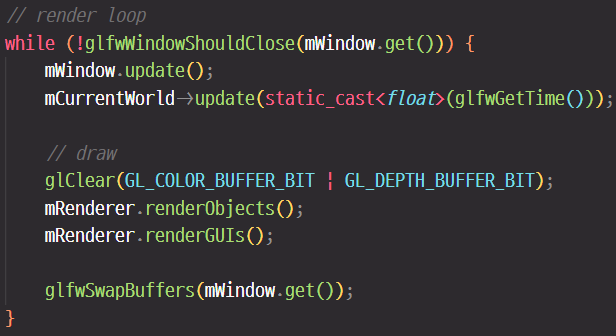 // render loop
while (!glfwWindowShouldClose(mWindow.get())) {
    mWindow.update();
    mCurrentWorld->update(static_cast<float>(glfwGetTime()));

    // draw
    glClear(GL_COLOR_BUFFER_BIT | GL_DEPTH_BUFFER_BIT);
    mRenderer.renderObjects();
    mRenderer.renderGUIs();

    glfwSwapBuffers(mWindow.get());
}